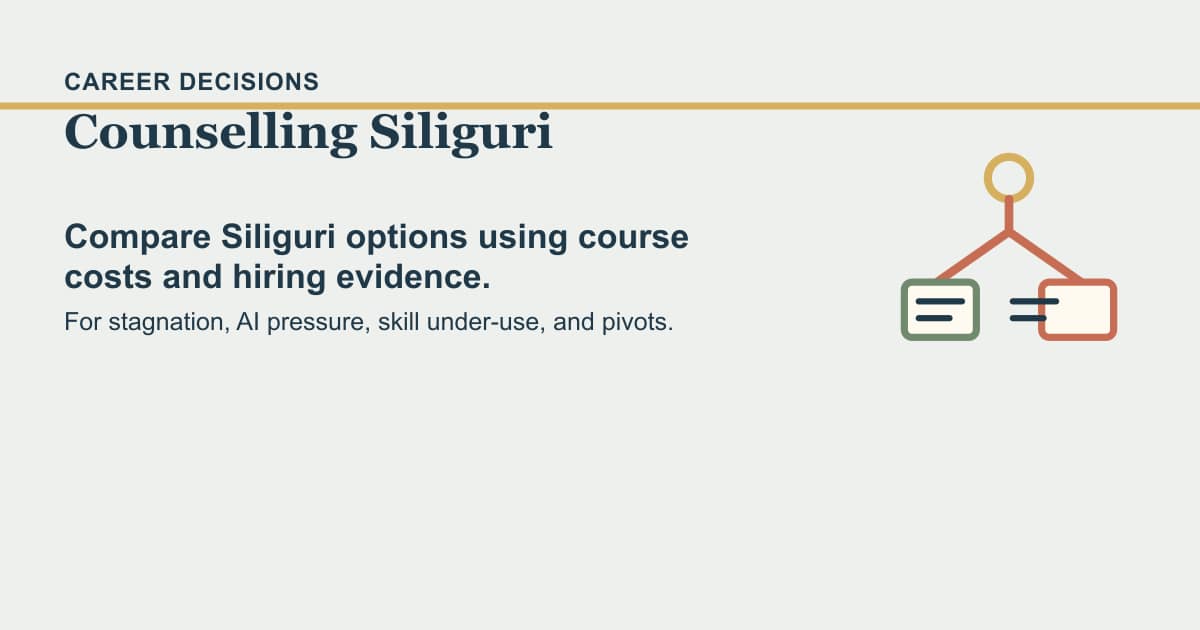 CAREER DECISIONS
Counselling Siliguri
Compare Siliguri options using course
costs and hiring evidence.
For stagnation, AI pressure, skill under-use, and pivots.